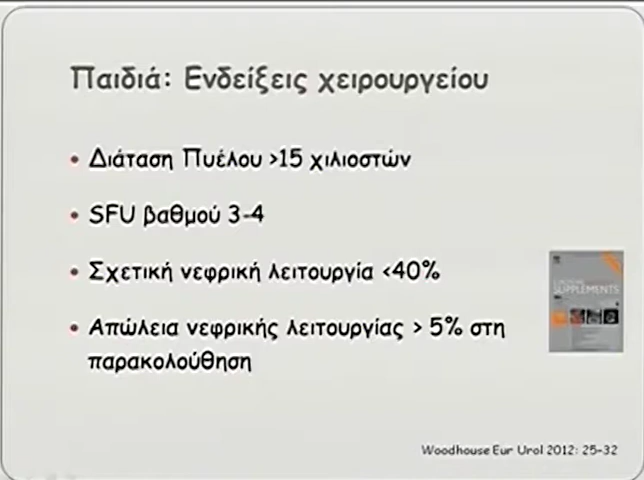 Παιδιά: Ενδείξεις χειρουργείου
• Διάταση Πυέλου >15 χιλιοστών
• SFU βαθμού 3-4
• Σχετική νεφρική λειτουργία <40%
• Απώλεια νεφρικής λειτουργίας > 5% στη
παρακολούθηση
SUPPLEMENTS
Woodhouse Eur Urol 2012: 25-32